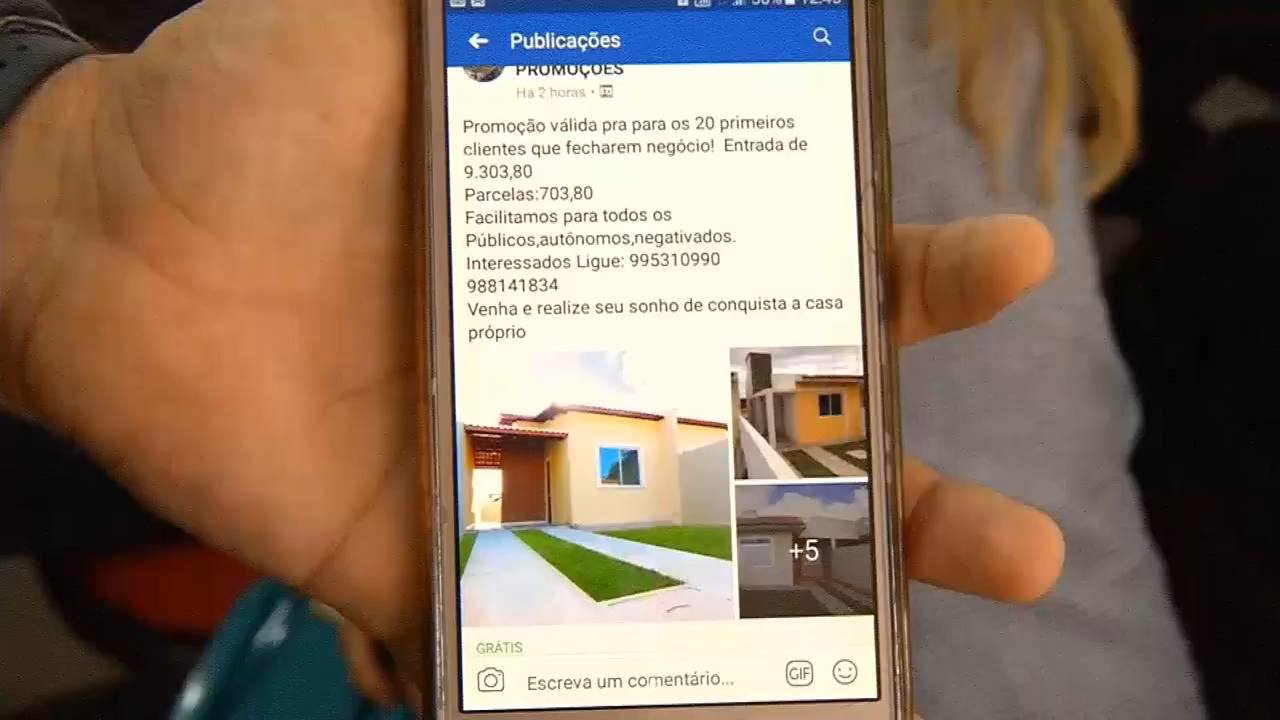 Publicações
PROMOÇÕES
Há 2 horas
Promoção válida pra para os 20 primeiros
clientes que fecharem negócio! Entrada de
9.303,80
Parcelas:703,80
Facilitamos para todos os
Públicos,autônomos,negativados.
Interessados Ligue: 995310990
988141834
Venha e realize seu sonho de conquista a casa
próprio
+5
GRÁTIS
Escreva um comentário...
GIF